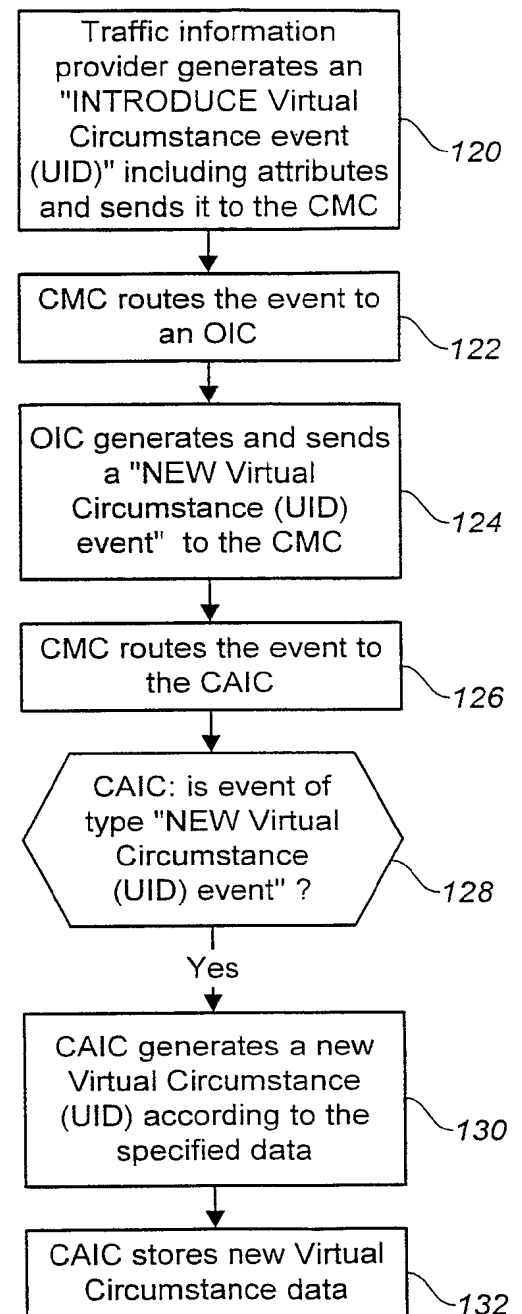 Traffic information
provider generates an
"INTRODUCE Virtual
Circumstance event
(UID)" including attributes
and sends it to the CMC
120
CMC routes the event to
an OIC
122
OIC generates and sends
a "NEW Virtual
Circumstance (UID)
event" to the CMC
124
CMC routes the event to
the CAIC
126
CAIC: is event of
type "NEW Virtual
Circumstance
(UID) event" ?
128
Yes
CAIC generates a new
Virtual Circumstance
(UID) according to the
specified data
130
CAIC stores new Virtual
Circumstance data
132